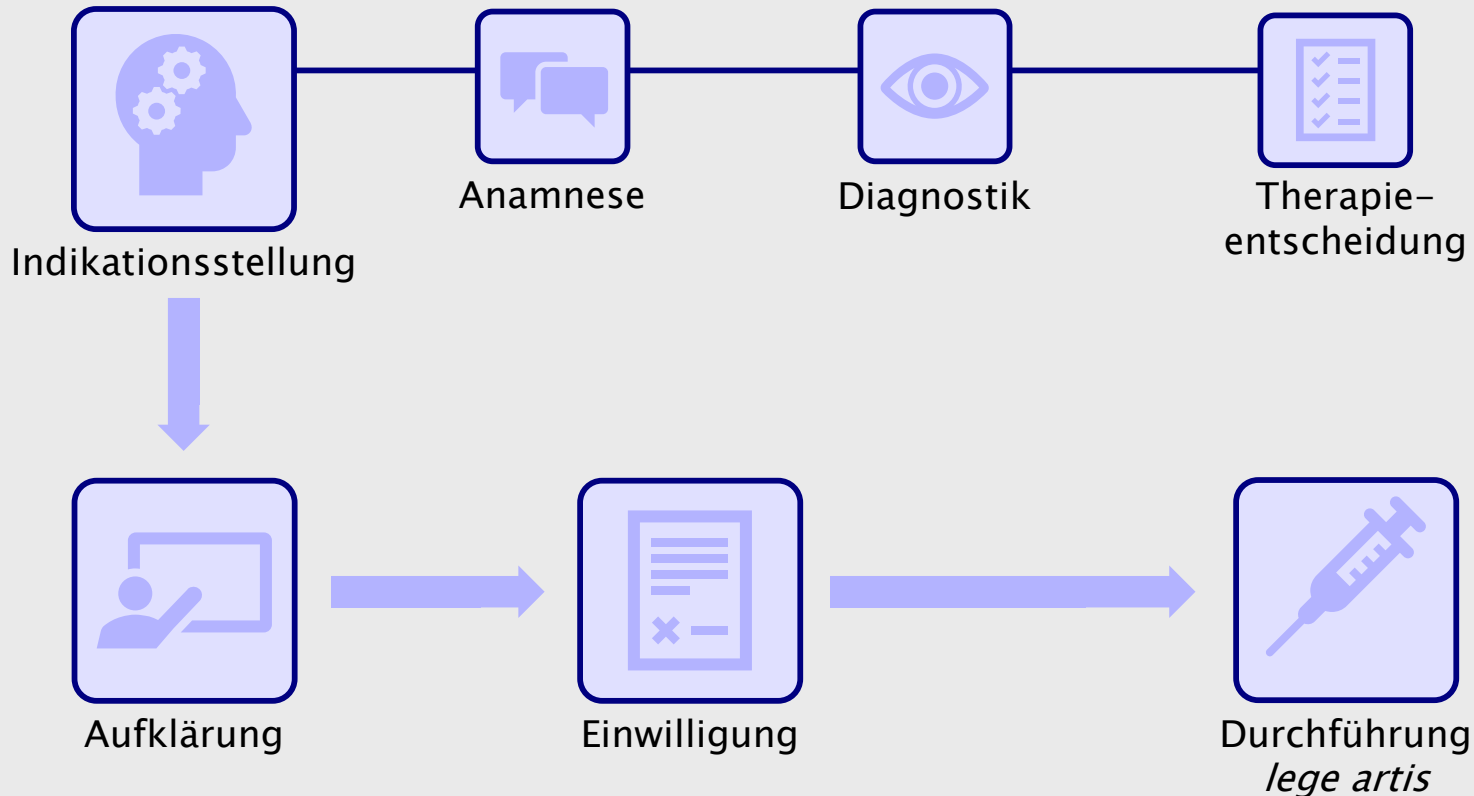 Anamnese
Diagnostik
Therapie-
entscheidung
Indikationsstellung
Aufklärung
Einwilligung
Durchführung
lege artis